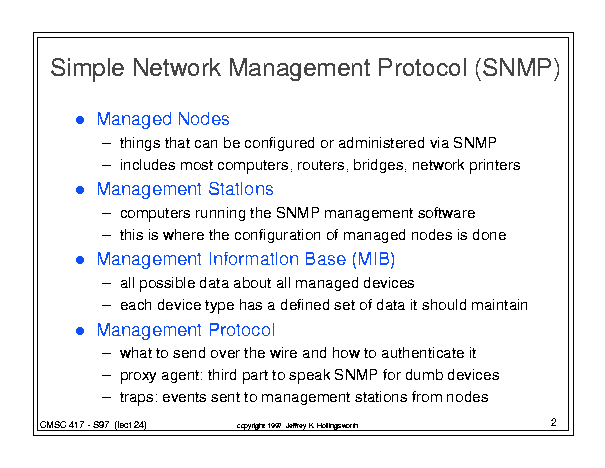 Simple Network Management Protocol (SNMP)
● Managed Nodes
– things that can be configured or administered via SNMP
– includes most computers, routers, bridges, network printers
● Management Stations
– computers running the SNMP management software
– this is where the configuration of managed nodes is done
● Management Information Base (MIB)
– all possible data about all managed devices
– each device type has a defined set of data it should maintain
● Management Protocol
– what to send over the wire and how to authenticate it
– proxy agent: third part to speak SNMP for dumb devices
– traps: events sent to management stations from nodes
CMSC 417 - S97 (lect 24)
copyright 1997 Jeffrey K. Hollingsworth
2